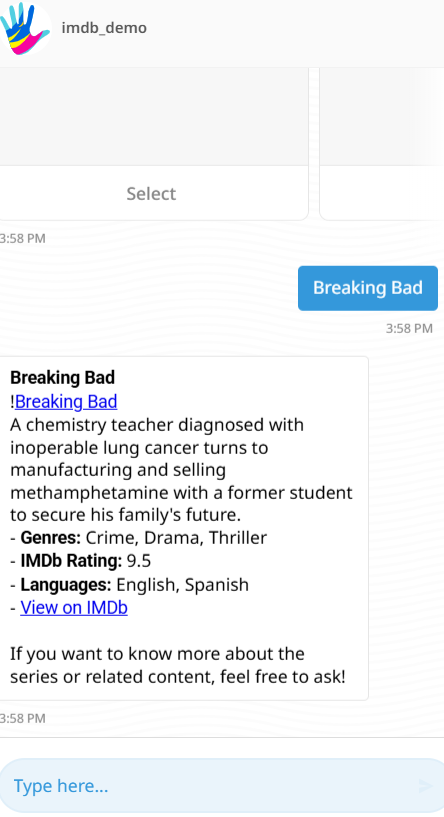 imdb_demo
Select
3:58 PM
Breaking Bad
3:58 PM
Breaking Bad
!Breaking Bad
A chemistry teacher diagnosed with
inoperable lung cancer turns to
manufacturing and selling
methamphetamine with a former student
to secure his family's future.
- Genres: Crime, Drama, Thriller
- IMDb Rating: 9.5
- Languages: English, Spanish
- View on IMDb
If you want to know more about the
series or related content, feel free to ask!
3:58 PM
Type here...